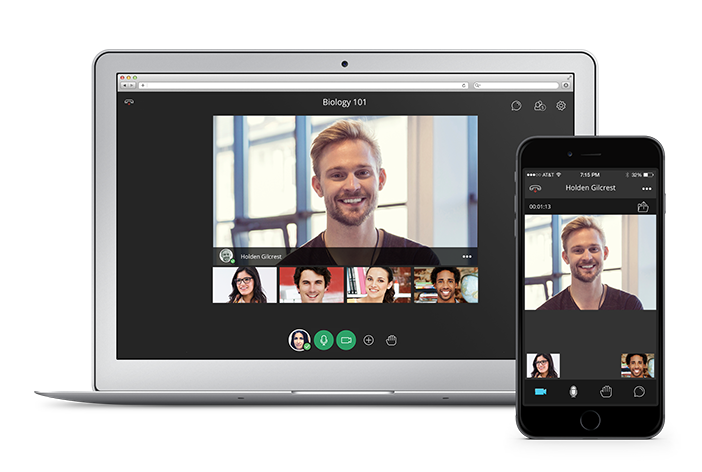 Biology 101
Holden Gilcrest
AT&T
7:15 PM
32%
Holden Gilcrest
00:01:13